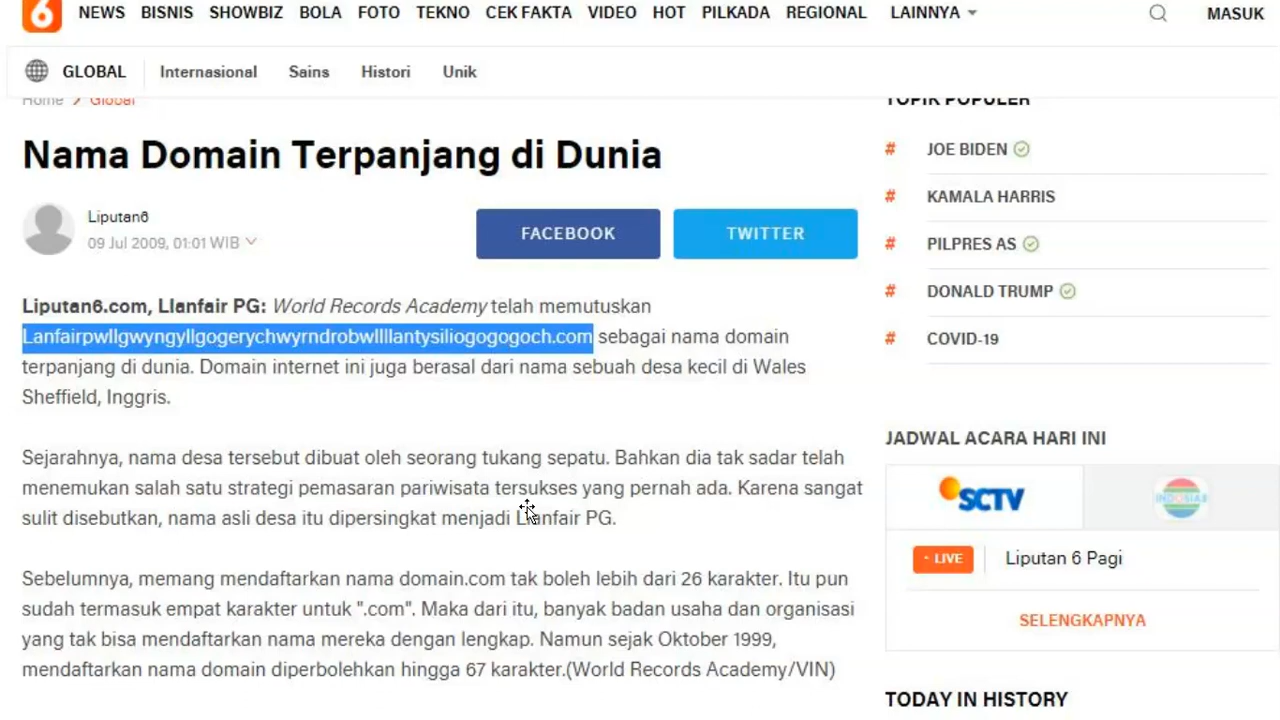 6 NEWS BISNIS SHOWBIZ BOLA FOTO TEKNO CEK FAKTA VIDEO HOT PILKADA REGIONAL LAINNYA MASUK
GLOBAL Internasional Sains Histori Unik
Home Global
Nama Domain Terpanjang di Dunia
Liputan6
09 Jul 2009, 01:01 WIB
FACEBOOK TWITTER
Liputan6.com, Llanfair PG: World Records Academy telah memutuskan
Lanfairpwllgwyngyllgogerychwyrndrobwllllantysiliogogogoch.com sebagai nama domain
terpanjang di dunia. Domain internet ini juga berasal dari nama sebuah desa kecil di Wales
Sheffield, Inggris.
Sejarahnya, nama desa tersebut dibuat oleh seorang tukang sepatu. Bahkan dia tak sadar telah
menemukan salah satu strategi pemasaran pariwisata tersukses yang pernah ada. Karena sangat
sulit disebutkan, nama asli desa itu dipersingkat menjadi Llanfair PG.
Sebelumnya, memang mendaftarkan nama domain.com tak boleh lebih dari 26 karakter. Itu pun
sudah termasuk empat karakter untuk ".com". Maka dari itu, banyak badan usaha dan organisasi
yang tak bisa mendaftarkan nama mereka dengan lengkap. Namun sejak Oktober 1999,
mendaftarkan nama domain diperbolehkan hingga 67 karakter.(World Records Academy/VIN)
TOPIK POPULER
# JOE BIDEN
# KAMALA HARRIS
# PILPRES AS
# DONALD TRUMP
# COVID-19
JADWAL ACARA HARI INI
SCTV INDOSIAR
LIVE Liputan 6 Pagi
SELENGKAPNYA
TODAY IN HISTORY